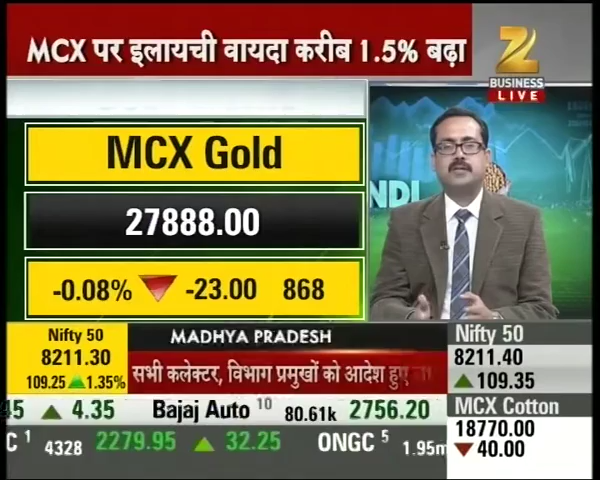 MCX पर इलायची वायदा करीब 1.5% बढ़ा
Z
BUSINESS
LIVE
MCX Gold
27888.00
-0.08% -23.00 868
NDI
Nifty 50
8211.30
109.25 1.35%
MADHYA PRADESH
सभी कलेक्टर, विभाग प्रमुखों को आदेश हुए
Nifty 50
8211.40
109.35
MCX Cotton
18770.00
40.00
45 4.35 Bajaj Auto 10 80.61k 2756.20
C 1 4328 2279.95 32.25 ONGC 5 1.95m